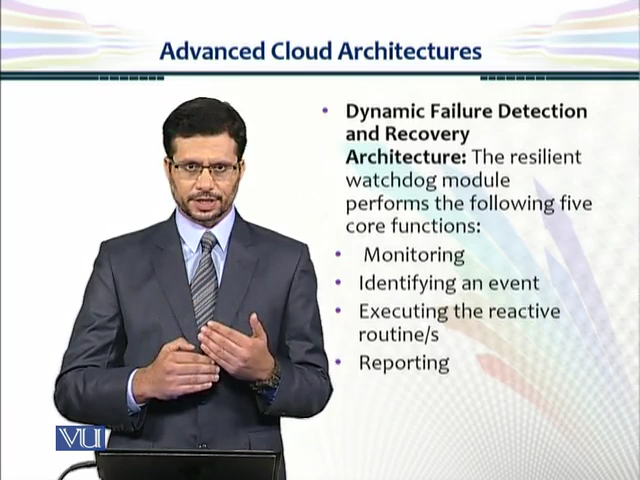 Advanced Cloud Architectures
• Dynamic Failure Detection
and Recovery
Architecture: The resilient
watchdog module
performs the following five
core functions:
• Monitoring
• Identifying an event
• Executing the reactive
routine/s
• Reporting
VU